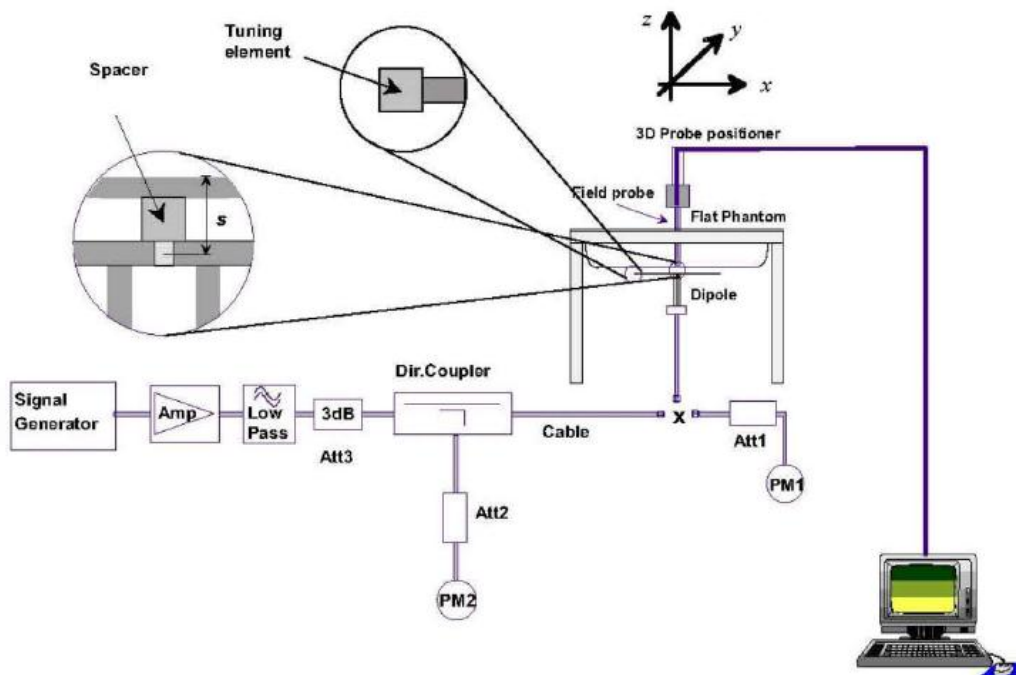 Tuning
element
Spacer
s
z
y
x
3D Probe positioner
Field probe
Flat Phantom
Dipole
Dir.Coupler
Signal
Generator
Amp
Low
Pass
3dB
Att3
Cable
X
Att1
PM1
Att2
PM2